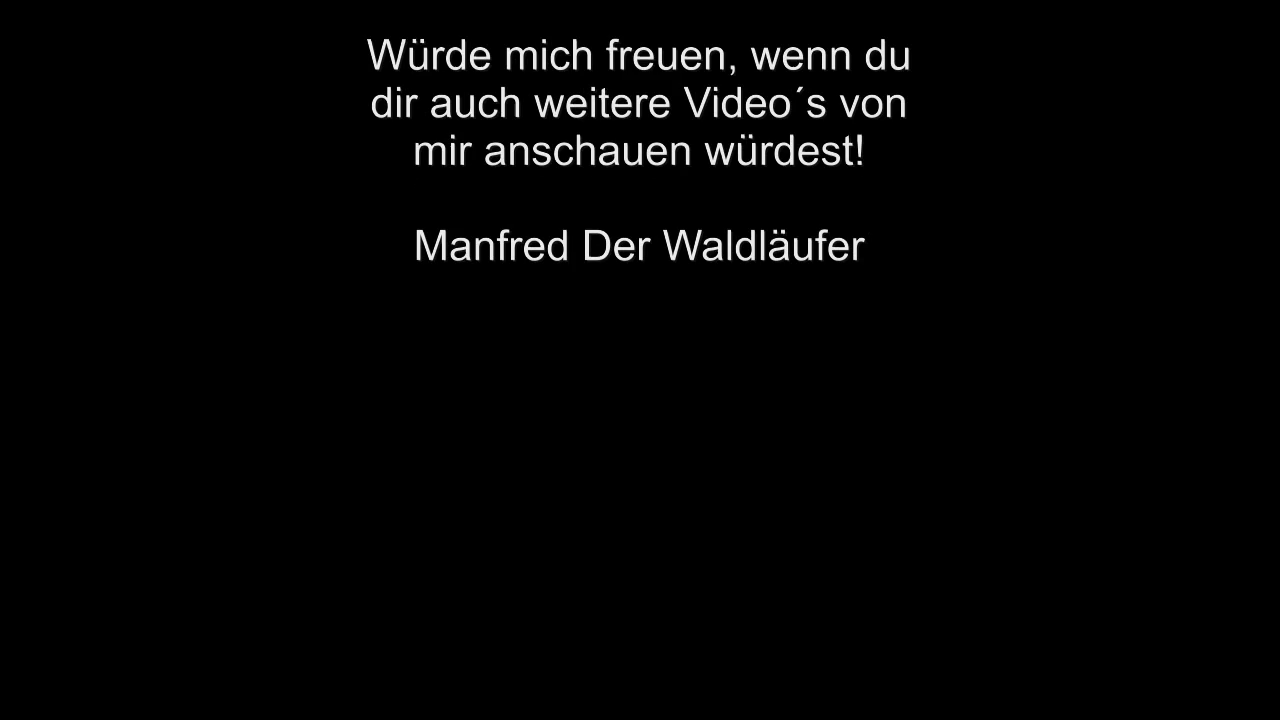 Würde mich freuen, wenn du
dir auch weitere Video´s von
mir anschauen würdest!
Manfred Der Waldläufer